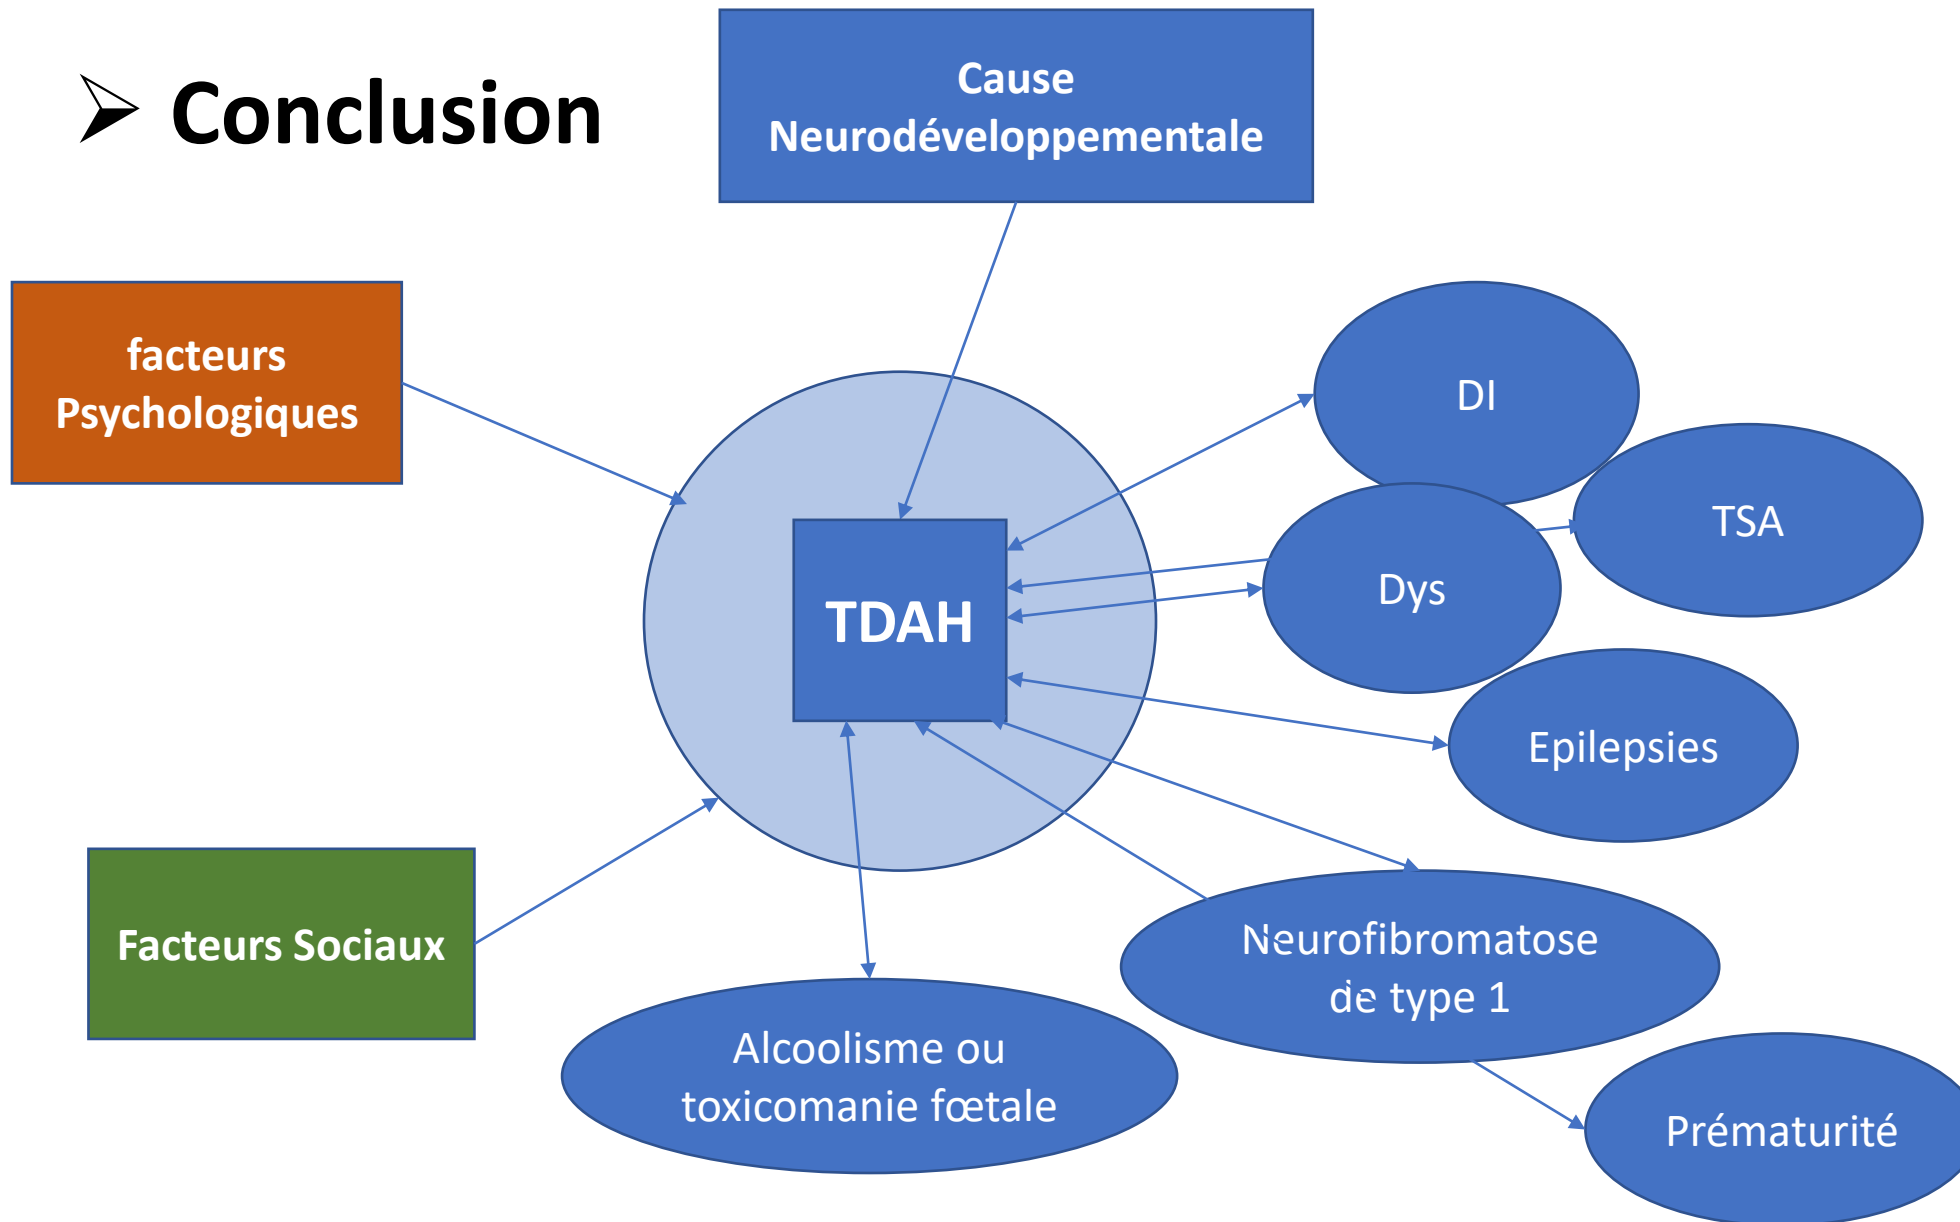 ➢ Conclusion
Cause
Neurodéveloppementale
facteurs
Psychologiques
DI
TSA
Dys
TDAH
Epilepsies
Facteurs Sociaux
Neurofibromatose
de type 1
Alcoolisme ou
toxicomanie fœtale
Prématurité